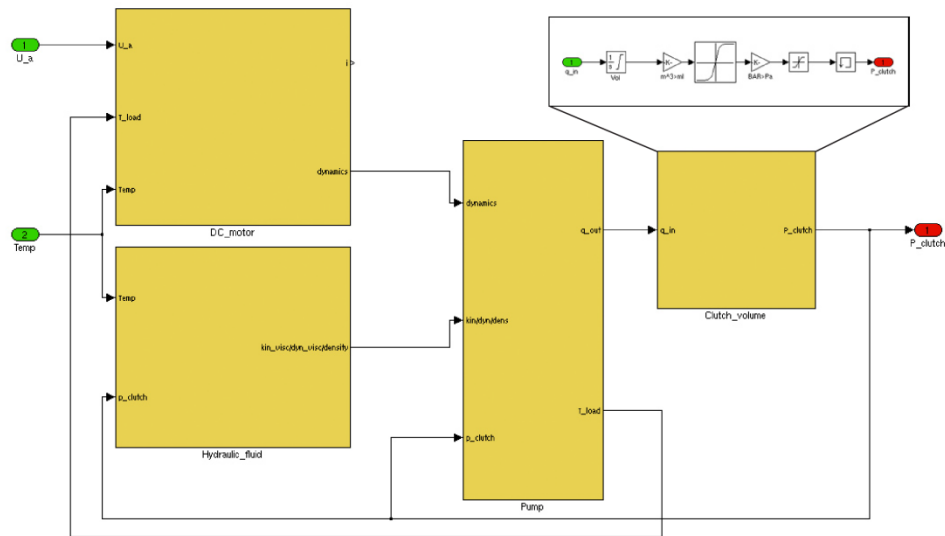 1
U_a
2
Temp
U_a
T_load
Temp
i
dynamics
DC_motor
Temp
p_clutch
kin_visc/dyn_visc/density
Hydraulic_fluid
dynamics
kin/dyn/dens
p_clutch
q_out
T_load
Pump
1
q_in
1
s
Vol
-K-
m^3>ml
-K-
BAR>Pa
1
P_clutch
q_in
P_clutch
Clutch_volume
1
P_clutch